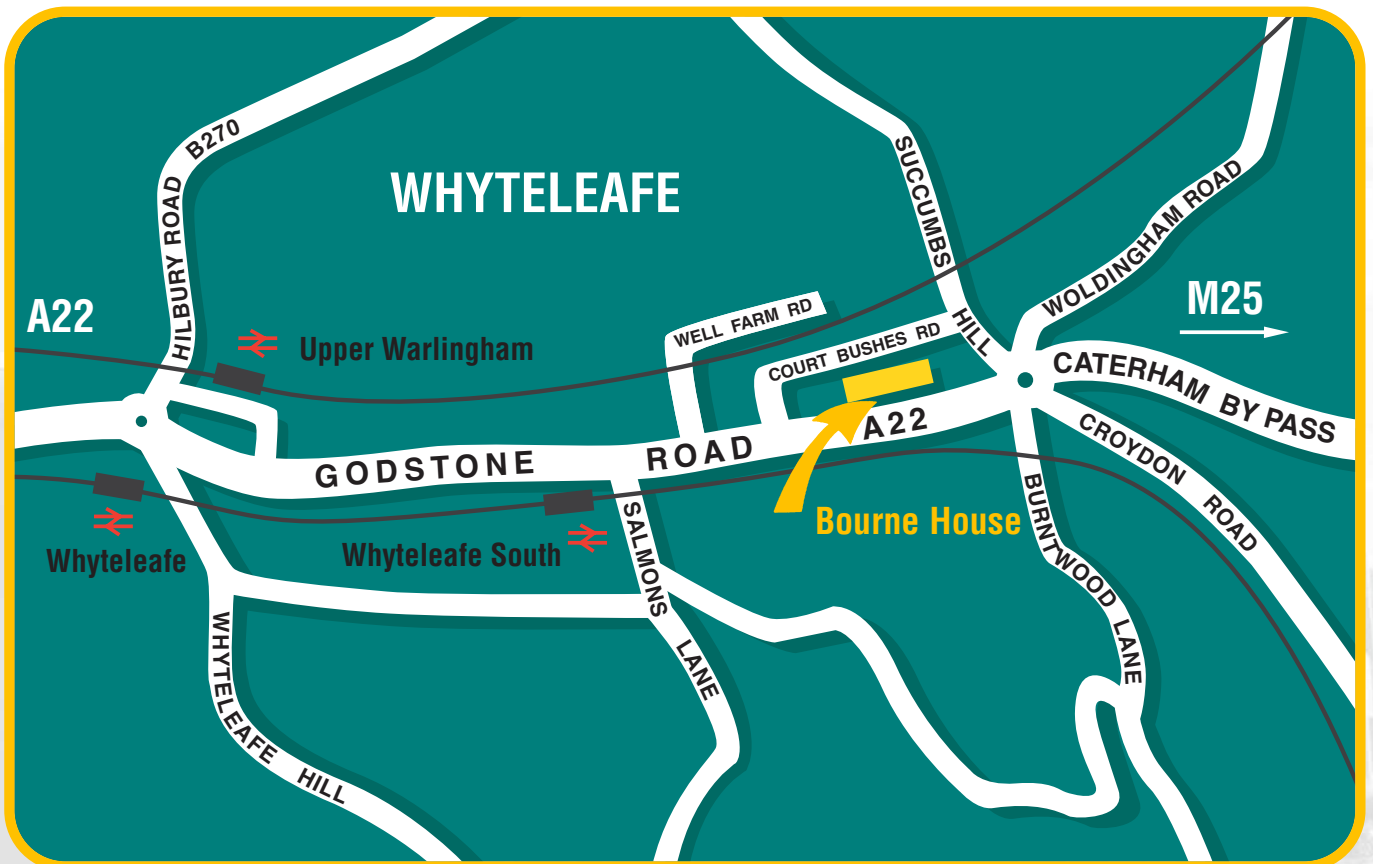 B270
HILBURY ROAD
WHYTELEAFE
SUCCUMBS
HILL
WOLDINGHAM ROAD
M25
A22
Upper Warlingham
WELL FARM RD
COURT BUSHES RD
CATERHAM BY PASS
GODSTONE ROAD A22
CROYDON ROAD
Bourne House
Whyteleafe
Whyteleafe South
SALMONS LANE
BURNTWOOD LANE
WHYTELEAFE HILL